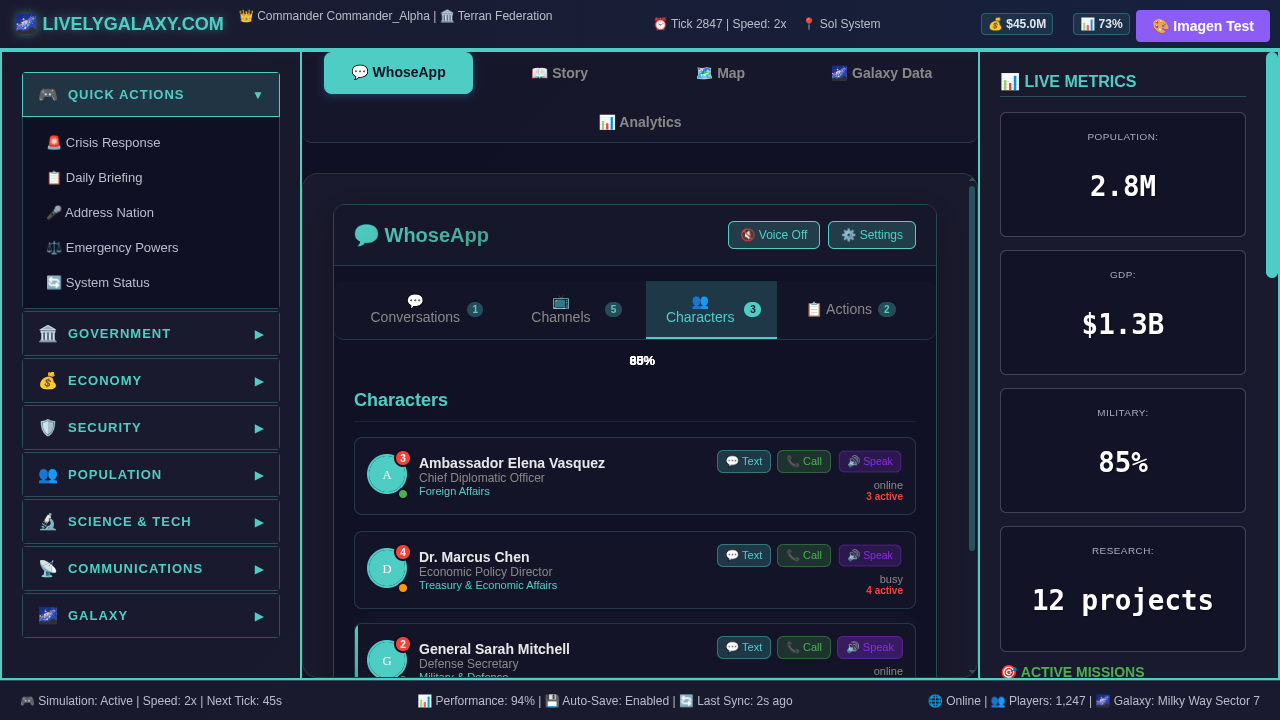 🌌 LIVELYGALAXY.COM
👑 Commander Commander_Alpha | 🏛️ Terran Federation
⏰ Tick 2847 | Speed: 2x 📍 Sol System
💰 $45.0M
📊 73%
🎨 Imagen Test
🎮 QUICK ACTIONS ▼
🚨 Crisis Response
📋 Daily Briefing
🎤 Address Nation
⚖️ Emergency Powers
🔄 System Status
🏛️ GOVERNMENT ▶
💰 ECONOMY ▶
🛡️ SECURITY ▶
👥 POPULATION ▶
🔬 SCIENCE & TECH ▶
📡 COMMUNICATIONS ▶
🌌 GALAXY ▶
💬 WhoseApp
📖 Story
🗺️ Map
🌌 Galaxy Data
📊 Analytics
💬 WhoseApp
🔇 Voice Off
⚙️ Settings
💬 Conversations 1
📺 Channels 5
👥 Characters 3
📋 Actions 2
Characters
A 3
Ambassador Elena Vasquez
Chief Diplomatic Officer
Foreign Affairs
💬 Text 📞 Call 🔊 Speak
online
3 active
D 4
Dr. Marcus Chen
Economic Policy Director
Treasury & Economic Affairs
💬 Text 📞 Call 🔊 Speak
busy
4 active
G 2
General Sarah Mitchell
Defense Secretary
Military & Defense
💬 Text 📞 Call 🔊 Speak
online
📊 LIVE METRICS
POPULATION:
2.8M
GDP:
$1.3B
MILITARY:
85%
RESEARCH:
12 projects
🎯 ACTIVE MISSIONS
🎮 Simulation: Active | Speed: 2x | Next Tick: 45s
📊 Performance: 94% | 💾 Auto-Save: Enabled | 🔄 Last Sync: 2s ago
🌐 Online | 👥 Players: 1,247 | 🌌 Galaxy: Milky Way Sector 7